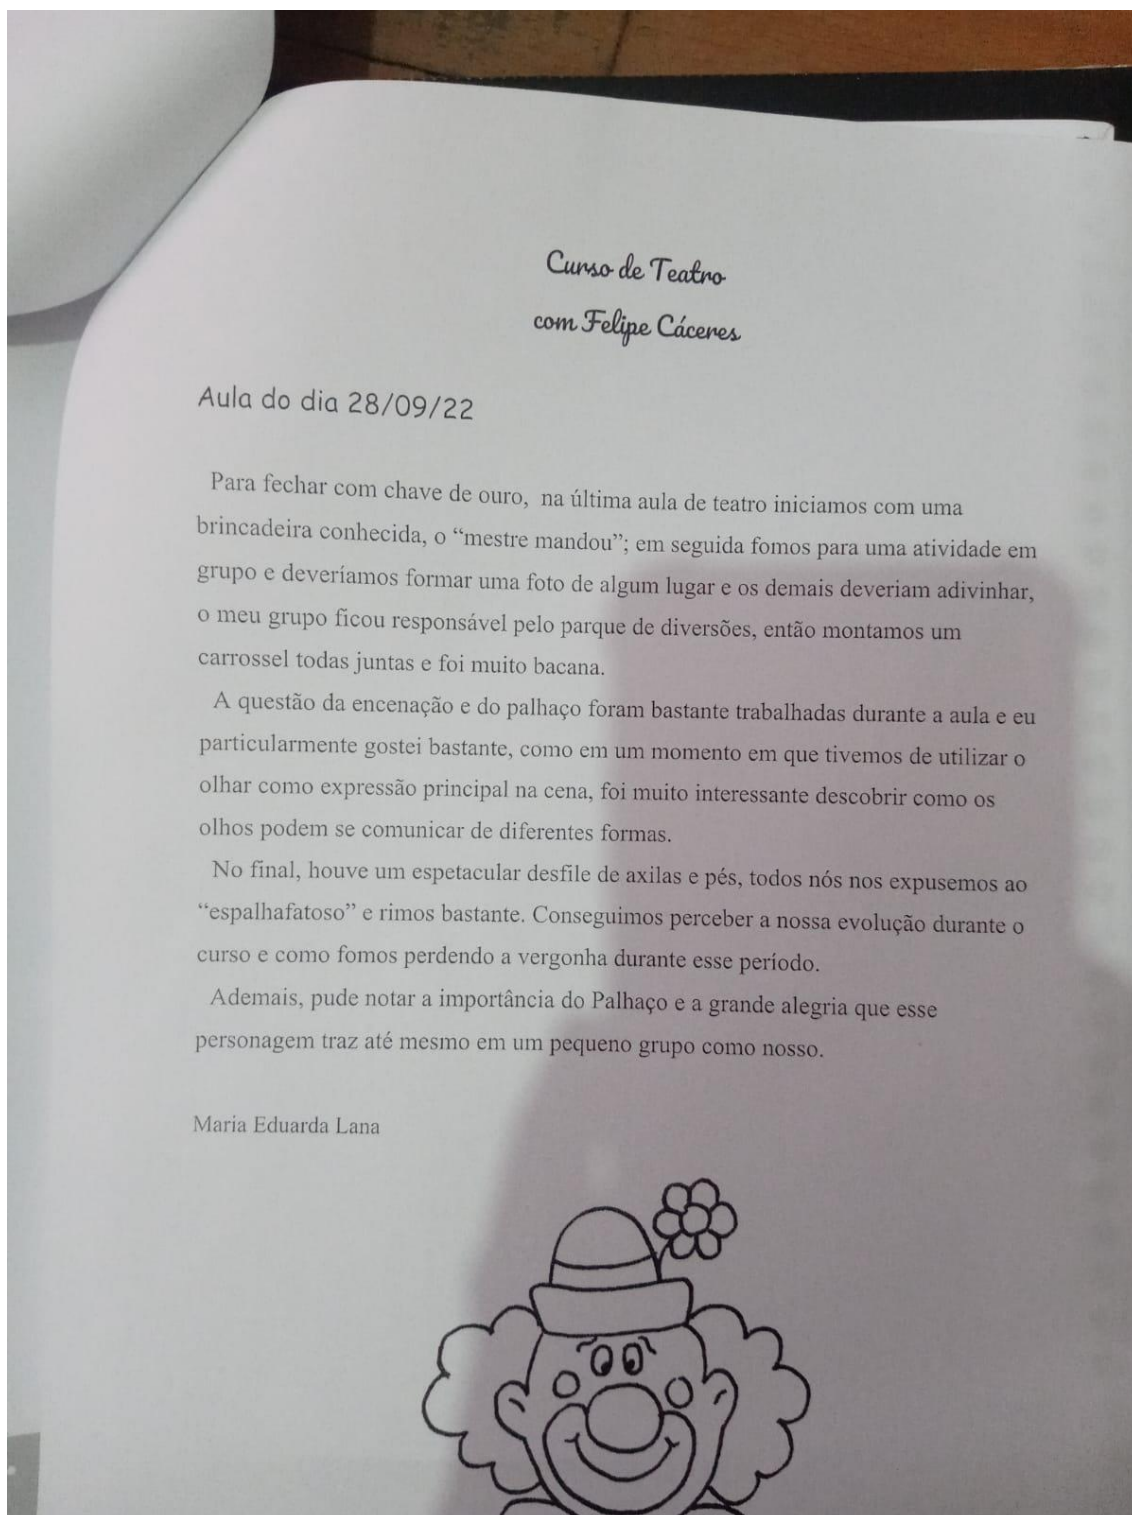 Curso de Teatro
com Felipe Cáceres
Aula do dia 28/09/22
Para fechar com chave de ouro, na última aula de teatro iniciamos com uma
brincadeira conhecida, o “mestre mandou”; em seguida fomos para uma atividade em
grupo e deveríamos formar uma foto de algum lugar e os demais deveriam adivinhar,
o meu grupo ficou responsável pelo parque de diversões, então montamos um
carrossel todas juntas e foi muito bacana.
A questão da encenação e do palhaço foram bastante trabalhadas durante a aula e eu
particularmente gostei bastante, como em um momento em que tivemos de utilizar o
olhar como expressão principal na cena, foi muito interessante descobrir como os
olhos podem se comunicar de diferentes formas.
No final, houve um espetacular desfile de axilas e pés, todos nós nos expusemos ao
“espalhafatoso” e rimos bastante. Conseguimos perceber a nossa evolução durante o
curso e como fomos perdendo a vergonha durante esse período.
Ademais, pude notar a importância do Palhaço e a grande alegria que esse
personagem traz até mesmo em um pequeno grupo como nosso.
Maria Eduarda Lana